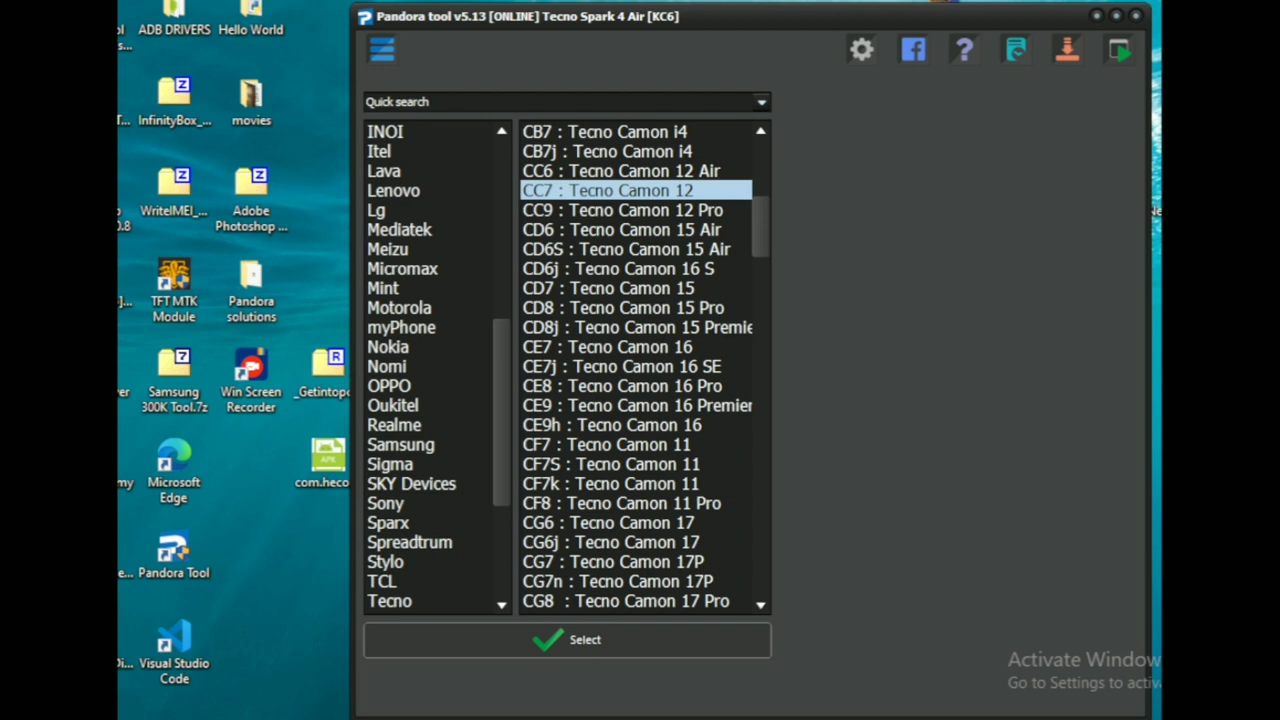 ADB DRIVERS
Hello World
InfinityBox_...
movies
WriteIMEI_...
Adobe
Photoshop ...
TFT MTK
Module
Pandora
solutions
Samsung
300K Tool.7z
Win Screen
Recorder
_Getintopc
Microsoft
Edge
APK
com.heco
Pandora Tool
Visual Studio
Code
Pandora tool v5.13 [ONLINE] Tecno Spark 4 Air [KC6]
Quick search
INOI
Itel
Lava
Lenovo
Lg
Mediatek
Meizu
Micromax
Mint
Motorola
myPhone
Nokia
Nomi
OPPO
Oukitel
Realme
Samsung
Sigma
SKY Devices
Sony
Sparx
Spreadtrum
Stylo
TCL
Tecno
CB7 : Tecno Camon i4
CB7j : Tecno Camon i4
CC6 : Tecno Camon 12 Air
CC7 : Tecno Camon 12
CC9 : Tecno Camon 12 Pro
CD6 : Tecno Camon 15 Air
CD6S : Tecno Camon 15 Air
CD6j : Tecno Camon 16 S
CD7 : Tecno Camon 15
CD8 : Tecno Camon 15 Pro
CD8j : Tecno Camon 15 Premie
CE7 : Tecno Camon 16
CE7j : Tecno Camon 16 SE
CE8 : Tecno Camon 16 Pro
CE9 : Tecno Camon 16 Premier
CE9h : Tecno Camon 16
CF7 : Tecno Camon 11
CF7S : Tecno Camon 11
CF7k : Tecno Camon 11
CF8 : Tecno Camon 11 Pro
CG6 : Tecno Camon 17
CG6j : Tecno Camon 17
CG7 : Tecno Camon 17P
CG7n : Tecno Camon 17P
CG8 : Tecno Camon 17 Pro
Select
Activate Window
Go to Settings to activa